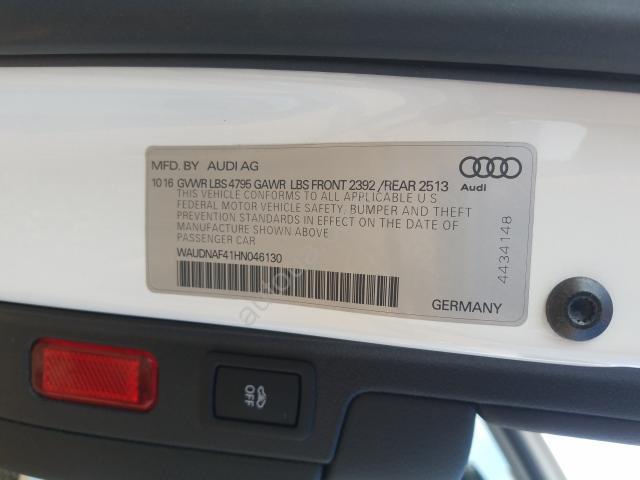 MFD. BY AUDI AG
10 16 GVWR LBS 4795 GAWR LBS FRONT 2392 /REAR 2513
THIS VEHICLE CONFORMS TO ALL APPLICABLE U S
FEDERAL MOTOR VEHICLE SAFETY, BUMPER AND THEFT
PREVENTION STANDARDS IN EFFECT ON THE DATE OF
MANUFACTURE SHOWN ABOVE
PASSENGER CAR
WAUDNAF41HN046130
Audi
4434148
GERMANY
OFF